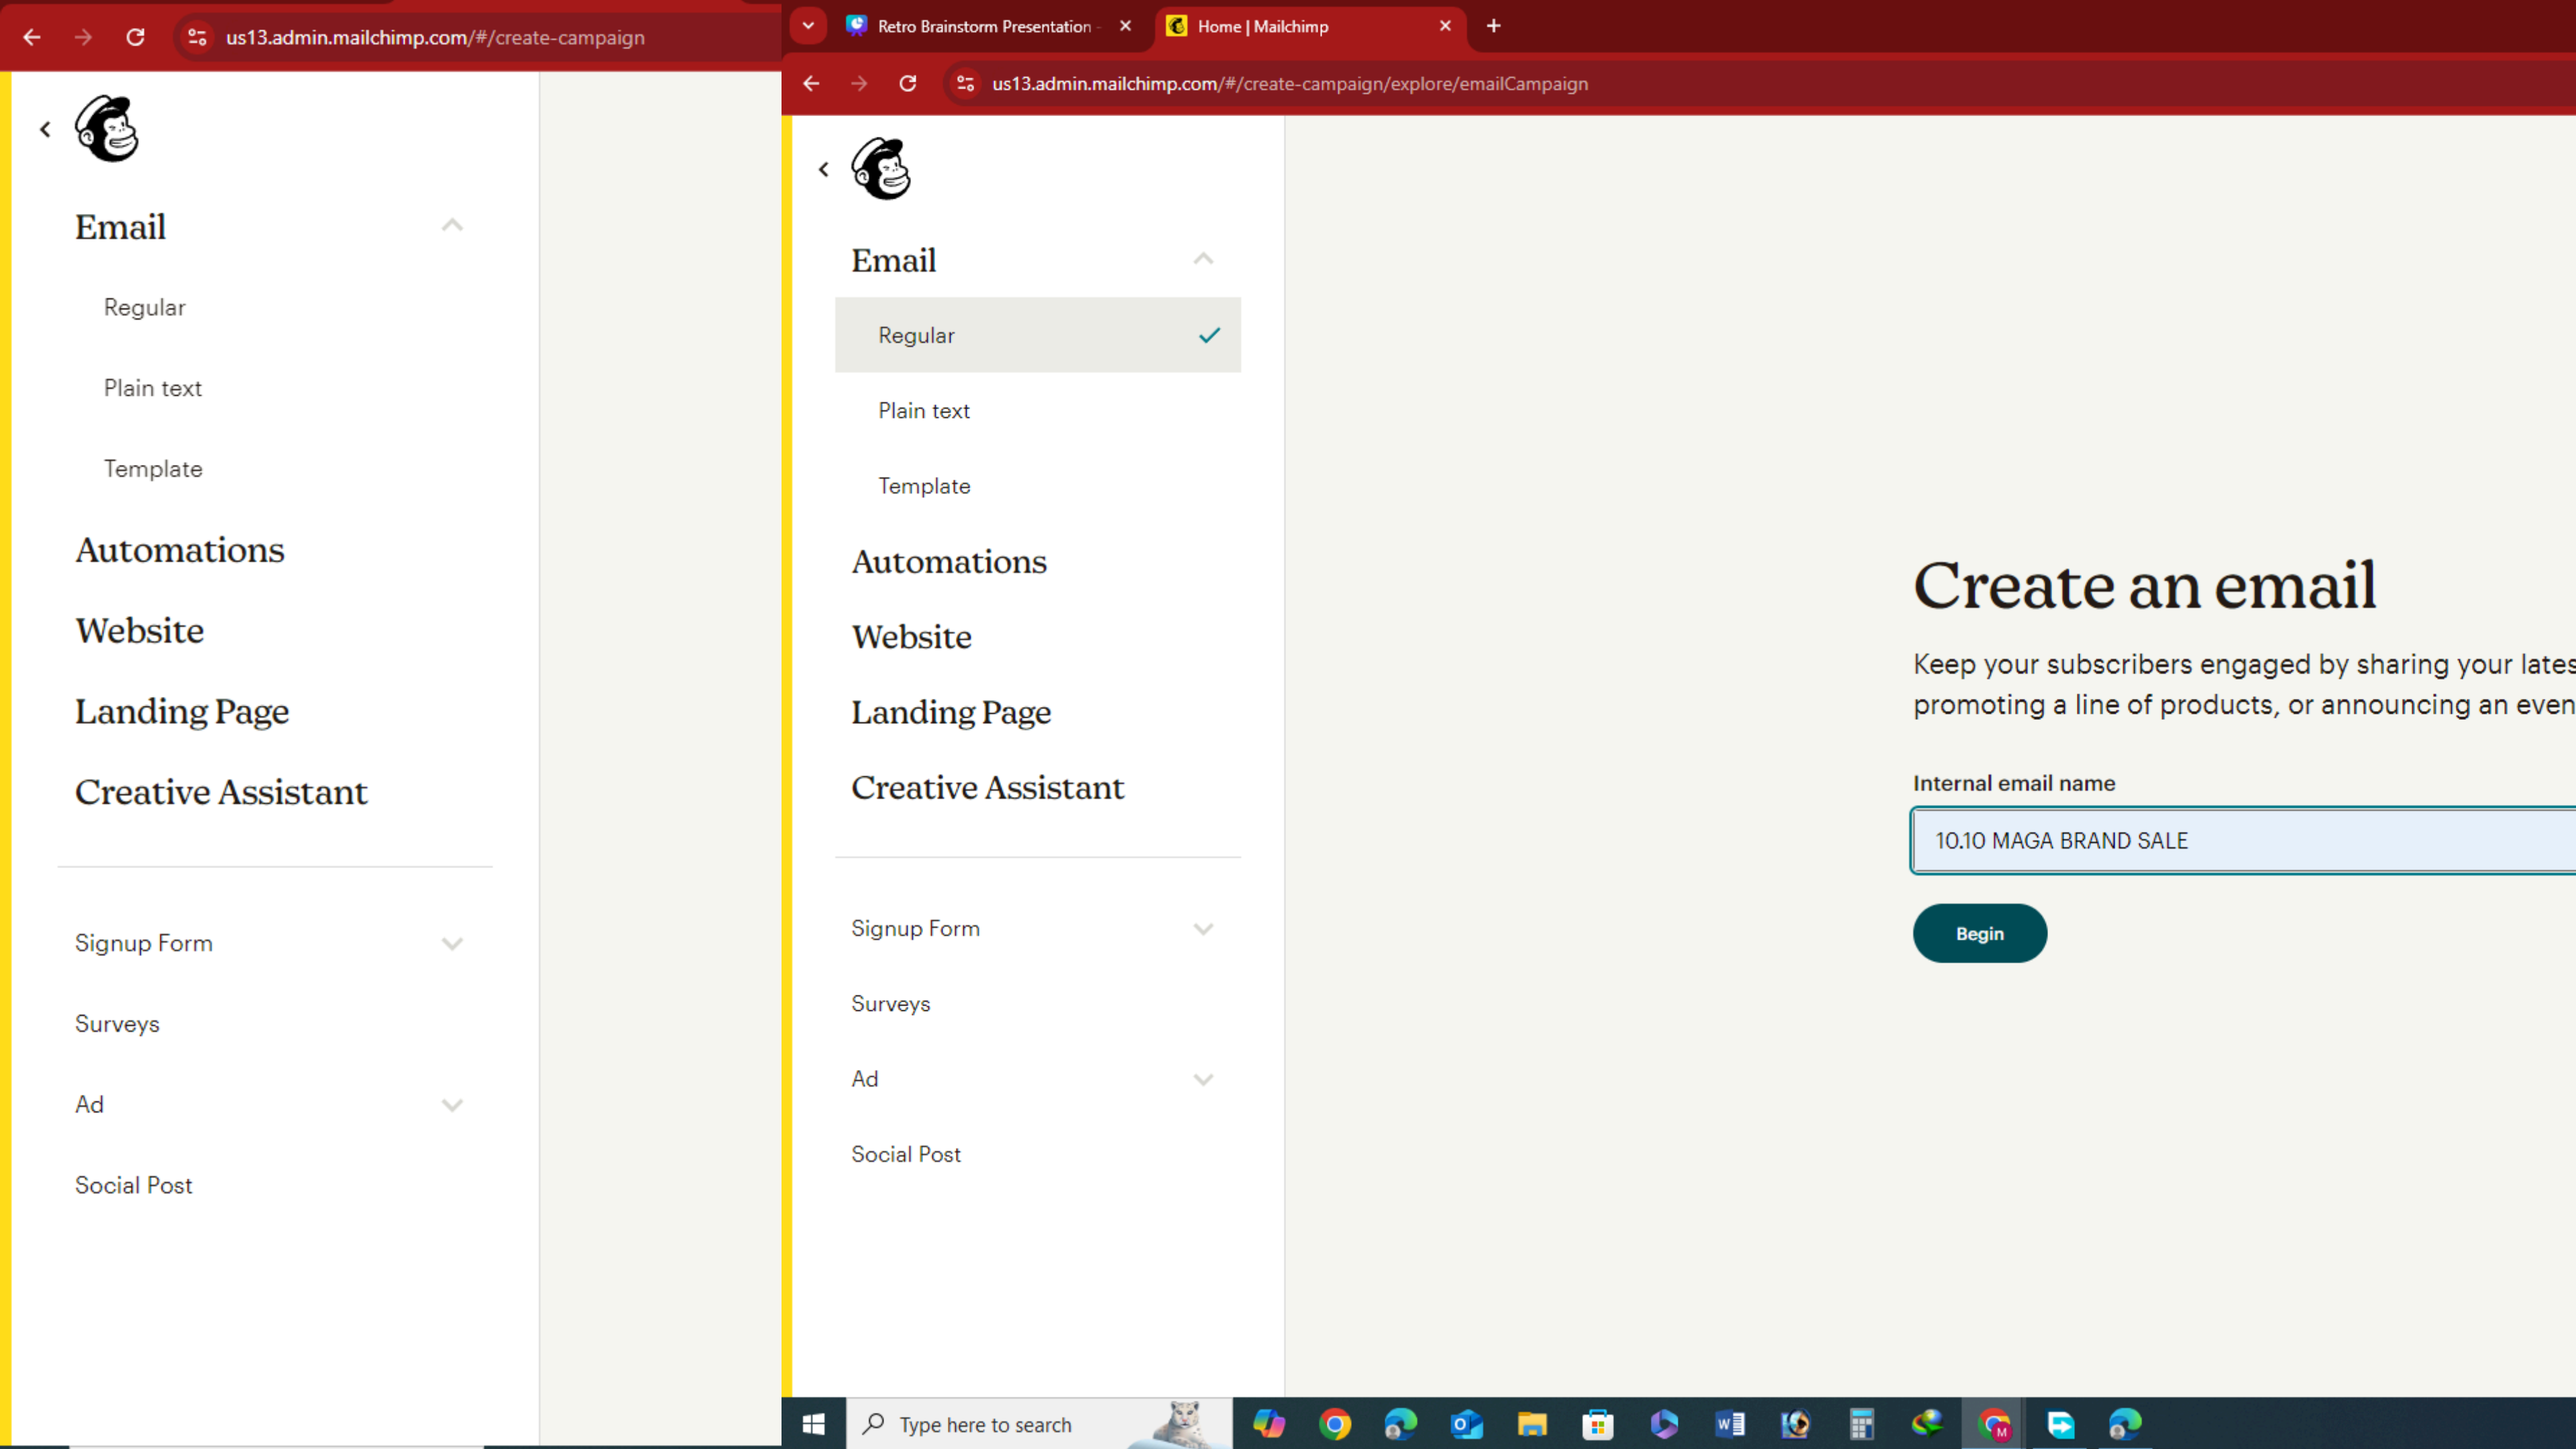 us13.admin.mailchimp.com/#/create-campaign
Email
Regular
Plain text
Template
Automations
Website
Landing Page
Creative Assistant
Signup Form
Surveys
Ad
Social Post
Retro Brainstorm Presentation -
Home | Mailchimp
us13.admin.mailchimp.com/#/create-campaign/explore/emailCampaign
Email
Regular
Plain text
Template
Automations
Website
Landing Page
Creative Assistant
Signup Form
Surveys
Ad
Social Post
Create an email
Keep your subscribers engaged by sharing your lates
promoting a line of products, or announcing an even
Internal email name
10.10 MAGA BRAND SALE
Begin
Type here to search